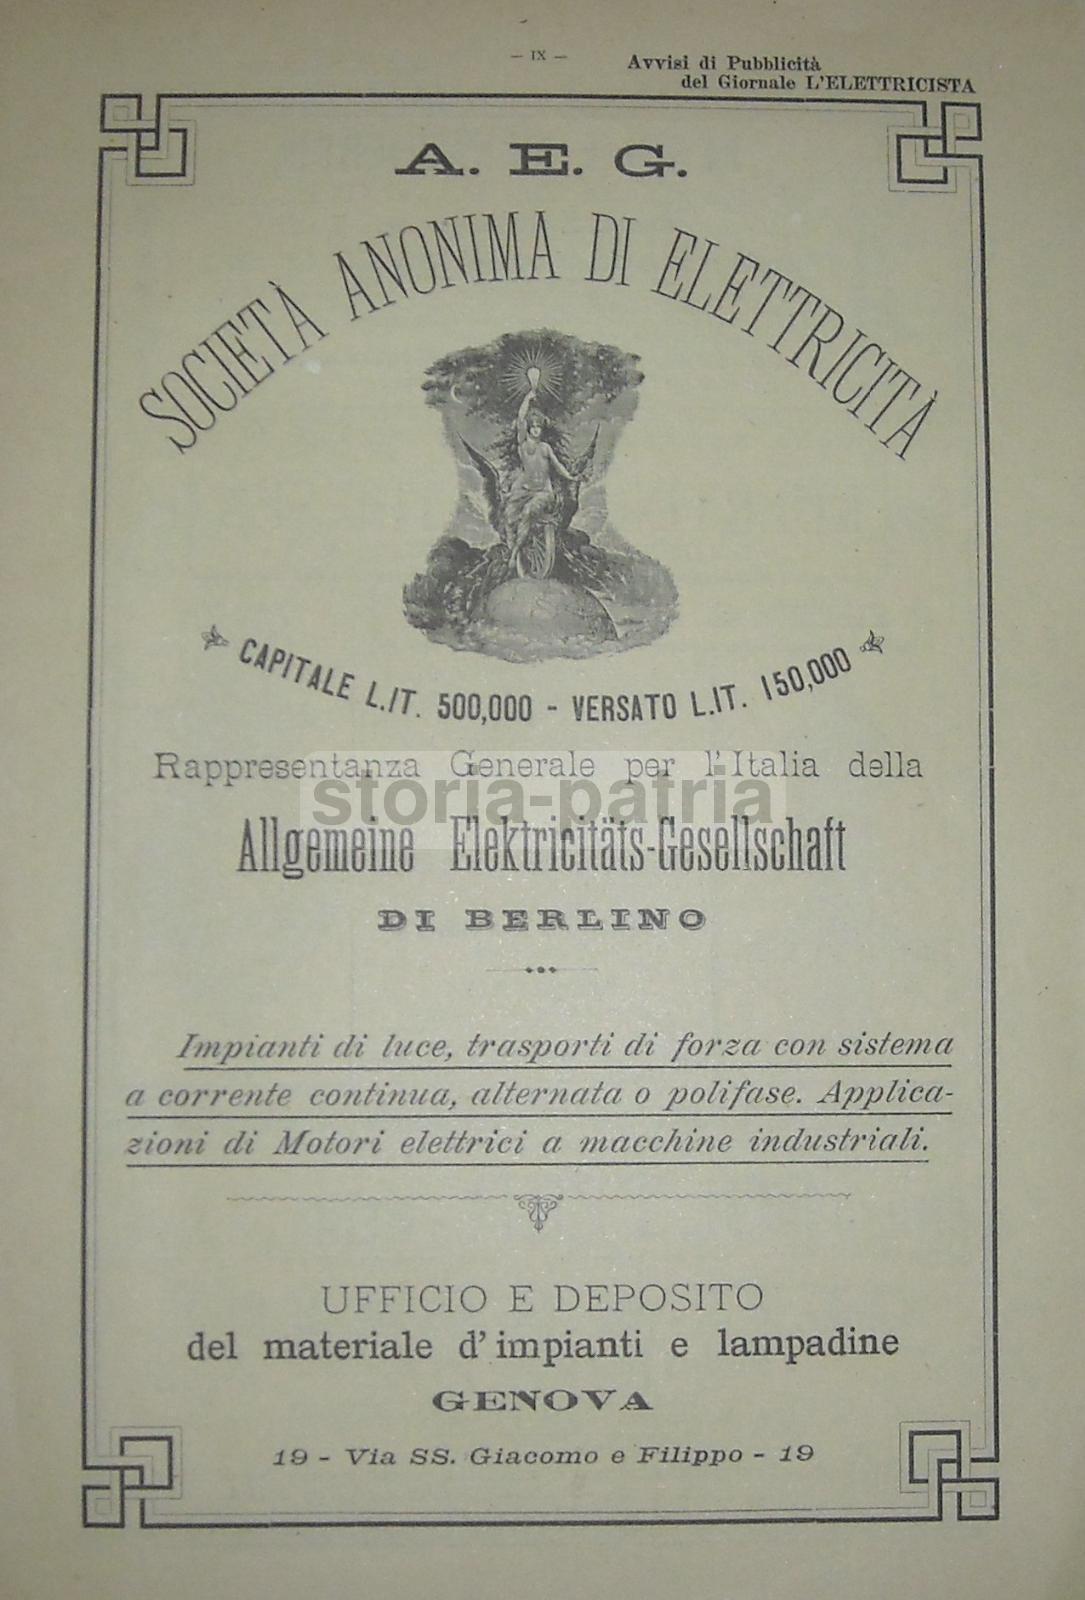 — IX —
Avvisi di Pubblicità
del Giornale L'ELETTRICISTA
A. E. G.
SOCIETÀ ANONIMA DI ELETTRICITÀ
CAPITALE L.IT. 500,000 - VERSATO L.IT. 150,000
Rappresentanza Generale per l'Italia della
storia-patria
Allgemeine Elektricitäts-Gesellschaft
DI BERLINO
Impianti di luce, trasporti di forza con sistema
a corrente continua, alternata o polifase. Applica-
zioni di Motori elettrici a macchine industriali.
UFFICIO E DEPOSITO
del materiale d'impianti e lampadine
GENOVA
19 - Via SS. Giacomo e Filippo - 19